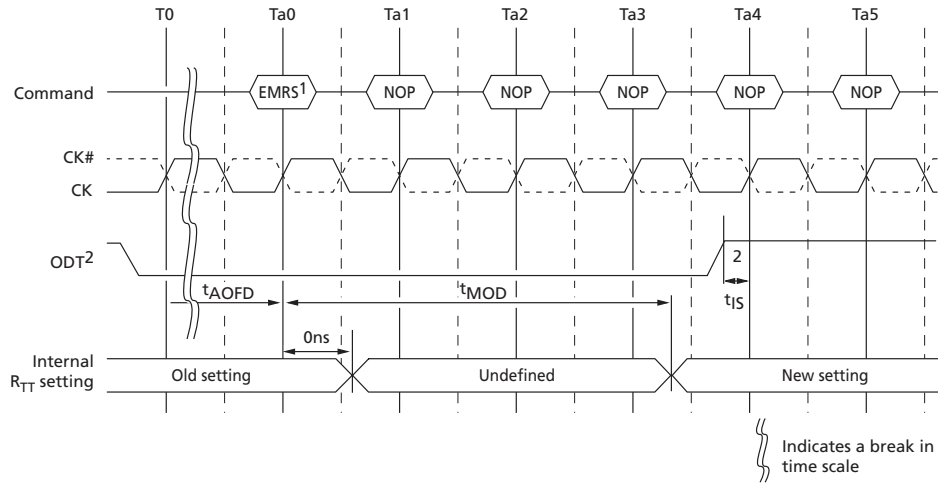 T0 Ta0 Ta1 Ta2 Ta3 Ta4 Ta5
Command EMRS1 NOP NOP NOP NOP NOP
CK#
CK
ODT2 2
tAOFD tMOD tIS
0ns
Internal
RTT setting Old setting Undefined New setting
Indicates a break in
time scale